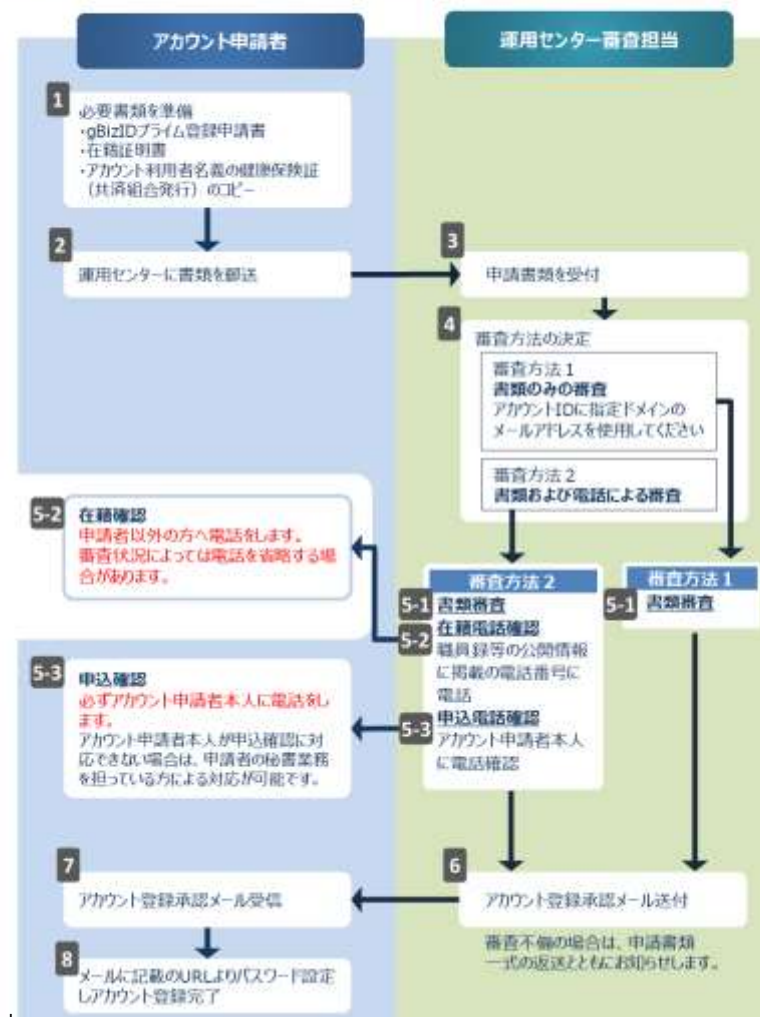 アカウント申請者
運用センター審査担当
1
必要書類を準備
・gBizIDプライム登録申請書
・在籍証明書
・アカウント利用者名義の健康保険証
（共済組合発行）のコピー
2
運用センターに書類を郵送
3
申請書類を受付
4
審査方法の決定
審査方法1
書類のみの審査
アカウントIDに指定ドメインの
メールアドレスを使用してください
審査方法2
書類および電話による審査
5-2
在籍確認
申請者以外の方へ電話をします。
審査状況によっては電話を省略する場
合があります。
審査方法2
5-1 書類審査
5-2 在籍電話確認
職員録等の公開情報
に掲載の電話番号に
電話
5-3 申込電話確認
アカウント申請者本人
に電話確認
審査方法1
5-1 書類審査
5-3
申込確認
必ずアカウント申請者本人に電話をし
ます。
アカウント申請者本人が申込確認に対
応できない場合は、申請者の秘書業務
を担っている方による対応が可能です。
6
アカウント登録承認メール送付
審査不備の場合は、申請書類
一式の返送とともにお知らせします。
7
アカウント登録承認メール受信
8
メールに記載のURLよりパスワード設定
しアカウント登録完了